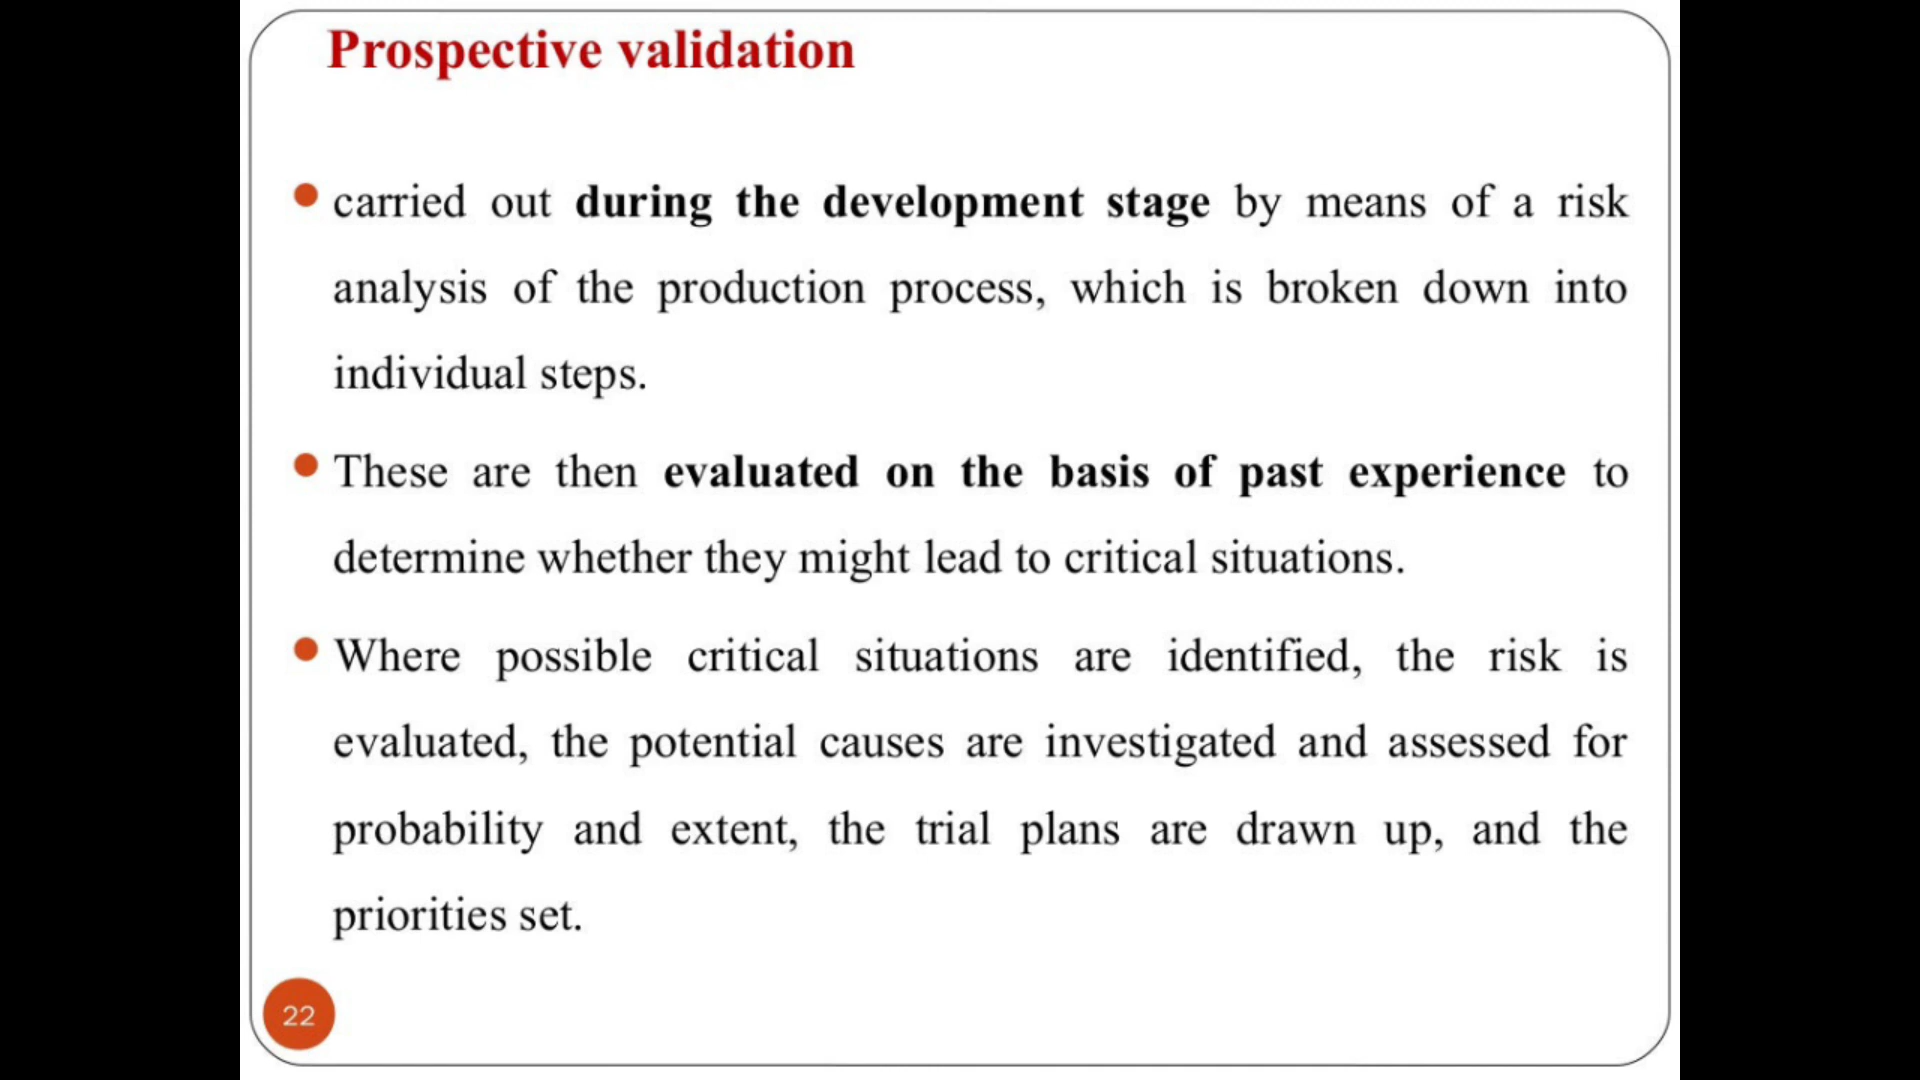 Prospective validation
carried out during the development stage by means of a risk
analysis of the production process, which is broken down into
individual steps.
These are then evaluated on the basis of past experience to
determine whether they might lead to critical situations.
Where possible critical situations are identified, the risk is
evaluated, the potential causes are investigated and assessed for
probability and extent, the trial plans are drawn up, and the
priorities set.
22